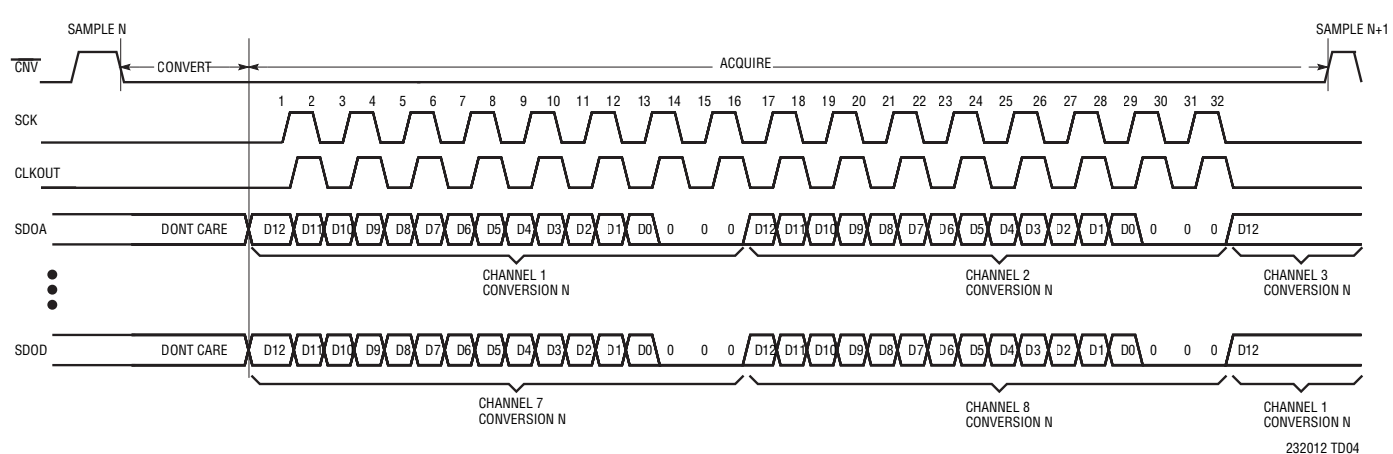 SAMPLE N
SAMPLE N+1
CNV
CONVERT
ACQUIRE
1 2 3 4 5 6 7 8 9 10 11 12 13 14 15 16 17 18 19 20 21 22 23 24 25 26 27 28 29 30 31 32
SCK
CLKOUT
SDOA DONT CARE D12 D11 D10 D9 D8 D7 D6 D5 D4 D3 D2 D1 D0 0 0 0 D12 D11 D10 D9 D8 D7 D6 D5 D4 D3 D2 D1 D0 0 0 0 D12
CHANNEL 1
CONVERSION N
CHANNEL 2
CONVERSION N
CHANNEL 3
CONVERSION N
SDOD DONT CARE D12 D11 D10 D9 D8 D7 D6 D5 D4 D3 D2 D1 D0 0 0 0 D12 D11 D10 D9 D8 D7 D6 D5 D4 D3 D2 D1 D0 0 0 0 D12
CHANNEL 7
CONVERSION N
CHANNEL 8
CONVERSION N
CHANNEL 1
CONVERSION N
232012 TD04